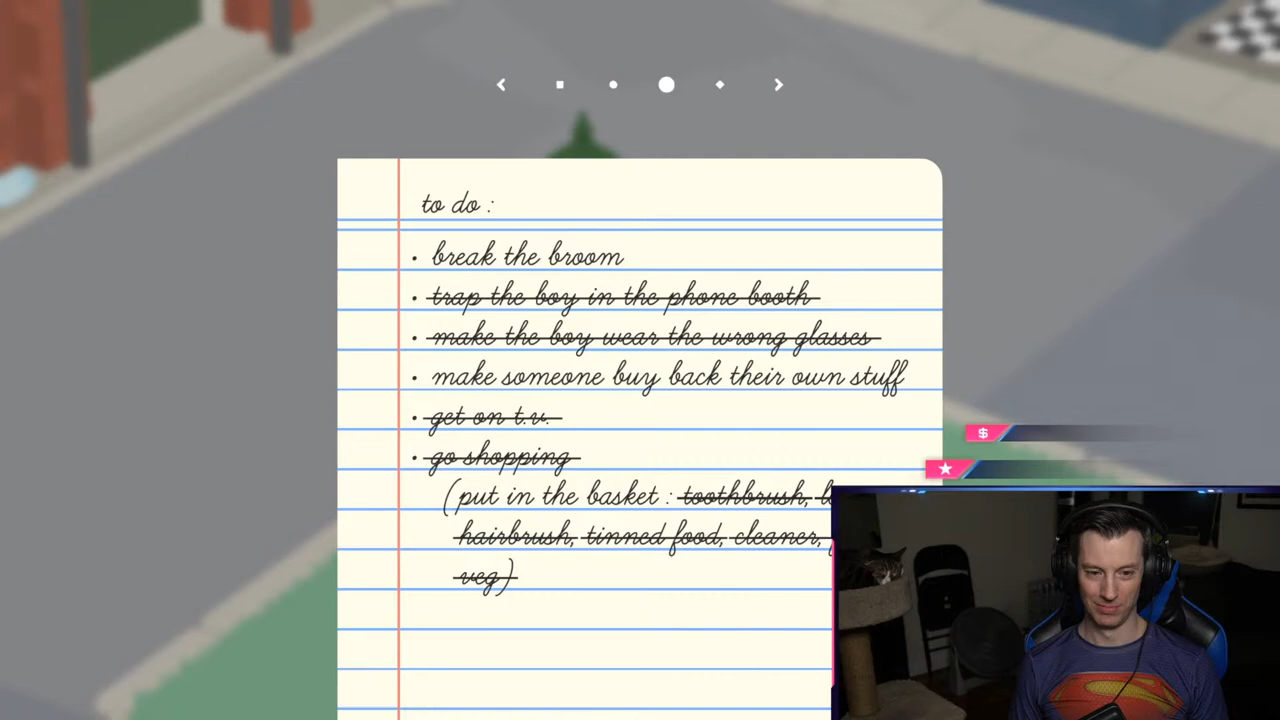 to do :
• break the broom
• trap the boy in the phone booth
• make the boy wear the wrong glasses
• make someone buy back their own stuff
• get on t.v.
• go shopping
(put in the basket : toothbrush,
hairbrush, tinned food, cleaner,
veg)
$